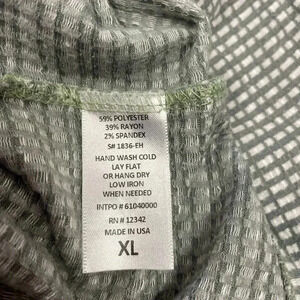 59% POLYESTER
39% RAYON
2% SPANDEX
S# 1836-EH
HAND WASH COLD
LAY FLAT
OR HANG DRY
LOW IRON
WHEN NEEDED
INTPO # 61040000
RN # 12342
MADE IN USA
XL